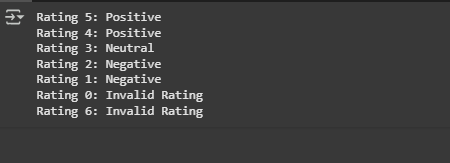 Rating 5: Positive
Rating 4: Positive
Rating 3: Neutral
Rating 2: Negative
Rating 1: Negative
Rating 0: Invalid Rating
Rating 6: Invalid Rating